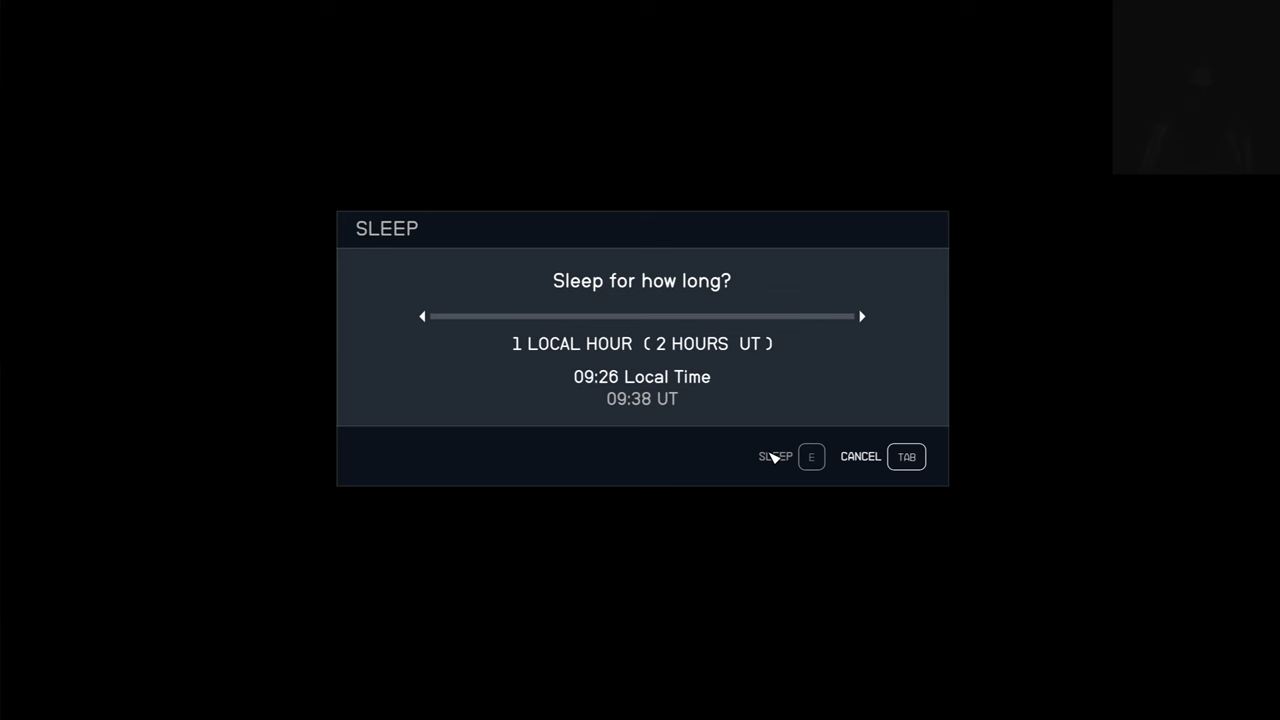 SLEEP
Sleep for how long?
1 LOCAL HOUR ( 2 HOURS UT )
09:26 Local Time
09:38 UT
SLEEP E CANCEL TAB